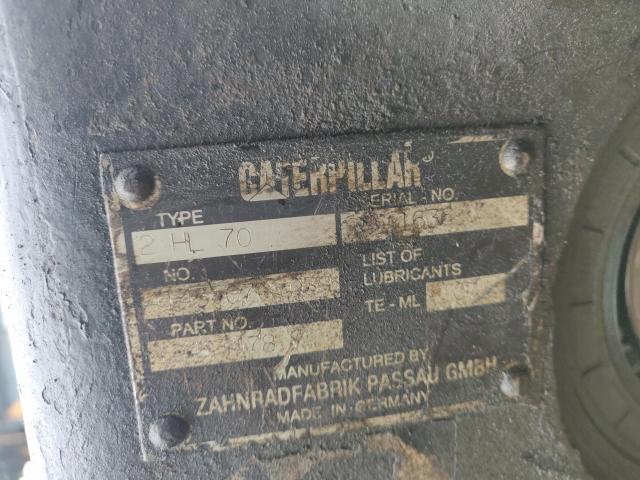 CATERPILLAR
TYPE
SERIAL NO.
2 HL 70
NO.
LIST OF
LUBRICANTS
TE-ML
PART NO.
MANUFACTURED BY
ZAHNRADFABRIK PASSAU GMBH
MADE IN GERMANY